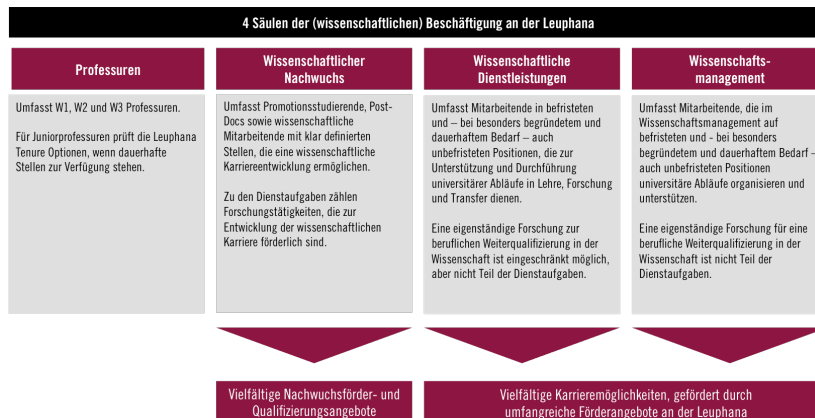 4 Säulen der (wissenschaftlichen) Beschäftigung an der Leuphana
Professuren
Umfasst W1, W2 und W3 Professuren.
Für Juniorprofessuren prüft die Leuphana
Tenure Optionen, wenn dauerhafte
Stellen zur Verfügung stehen.
Wissenschaftlicher
Nachwuchs
Umfasst Promotionsstudierende, Post-
Docs sowie wissenschaftliche
Mitarbeitende mit klar definierten
Stellen, die eine wissenschaftliche
Karriereentwicklung ermöglichen.
Zu den Dienstaufgaben zählen
Forschungstätigkeiten, die zur
Entwicklung der wissenschaftlichen
Karriere förderlich sind.
Wissenschaftliche
Dienstleistungen
Umfasst Mitarbeitende in befristeten
und – bei besonders begründetem und
dauerhaftem Bedarf – auch
unbefristeten Positionen, die zur
Unterstützung und Durchführung
universitärer Abläufe in Lehre, Forschung
und Transfer dienen.
Eine eigenständige Forschung zur
beruflichen Weiterqualifizierung in der
Wissenschaft ist eingeschränkt möglich,
aber nicht Teil der Dienstaufgaben.
Wissenschafts-
management
Umfasst Mitarbeitende, die im
Wissenschaftsmanagement auf
befristeten und - bei besonders
begründetem und dauerhaftem Bedarf –
auch unbefristeten Positionen
universitäre Abläufe organisieren und
unterstützen.
Eine eigenständige Forschung für eine
berufliche Weiterqualifizierung in der
Wissenschaft ist nicht Teil der
Dienstaufgaben.
Vielfältige Nachwuchsförder- und
Qualifizierungsangebote
Vielfältige Karrieremöglichkeiten, gefördert durch
umfangreiche Förderangebote an der Leuphana